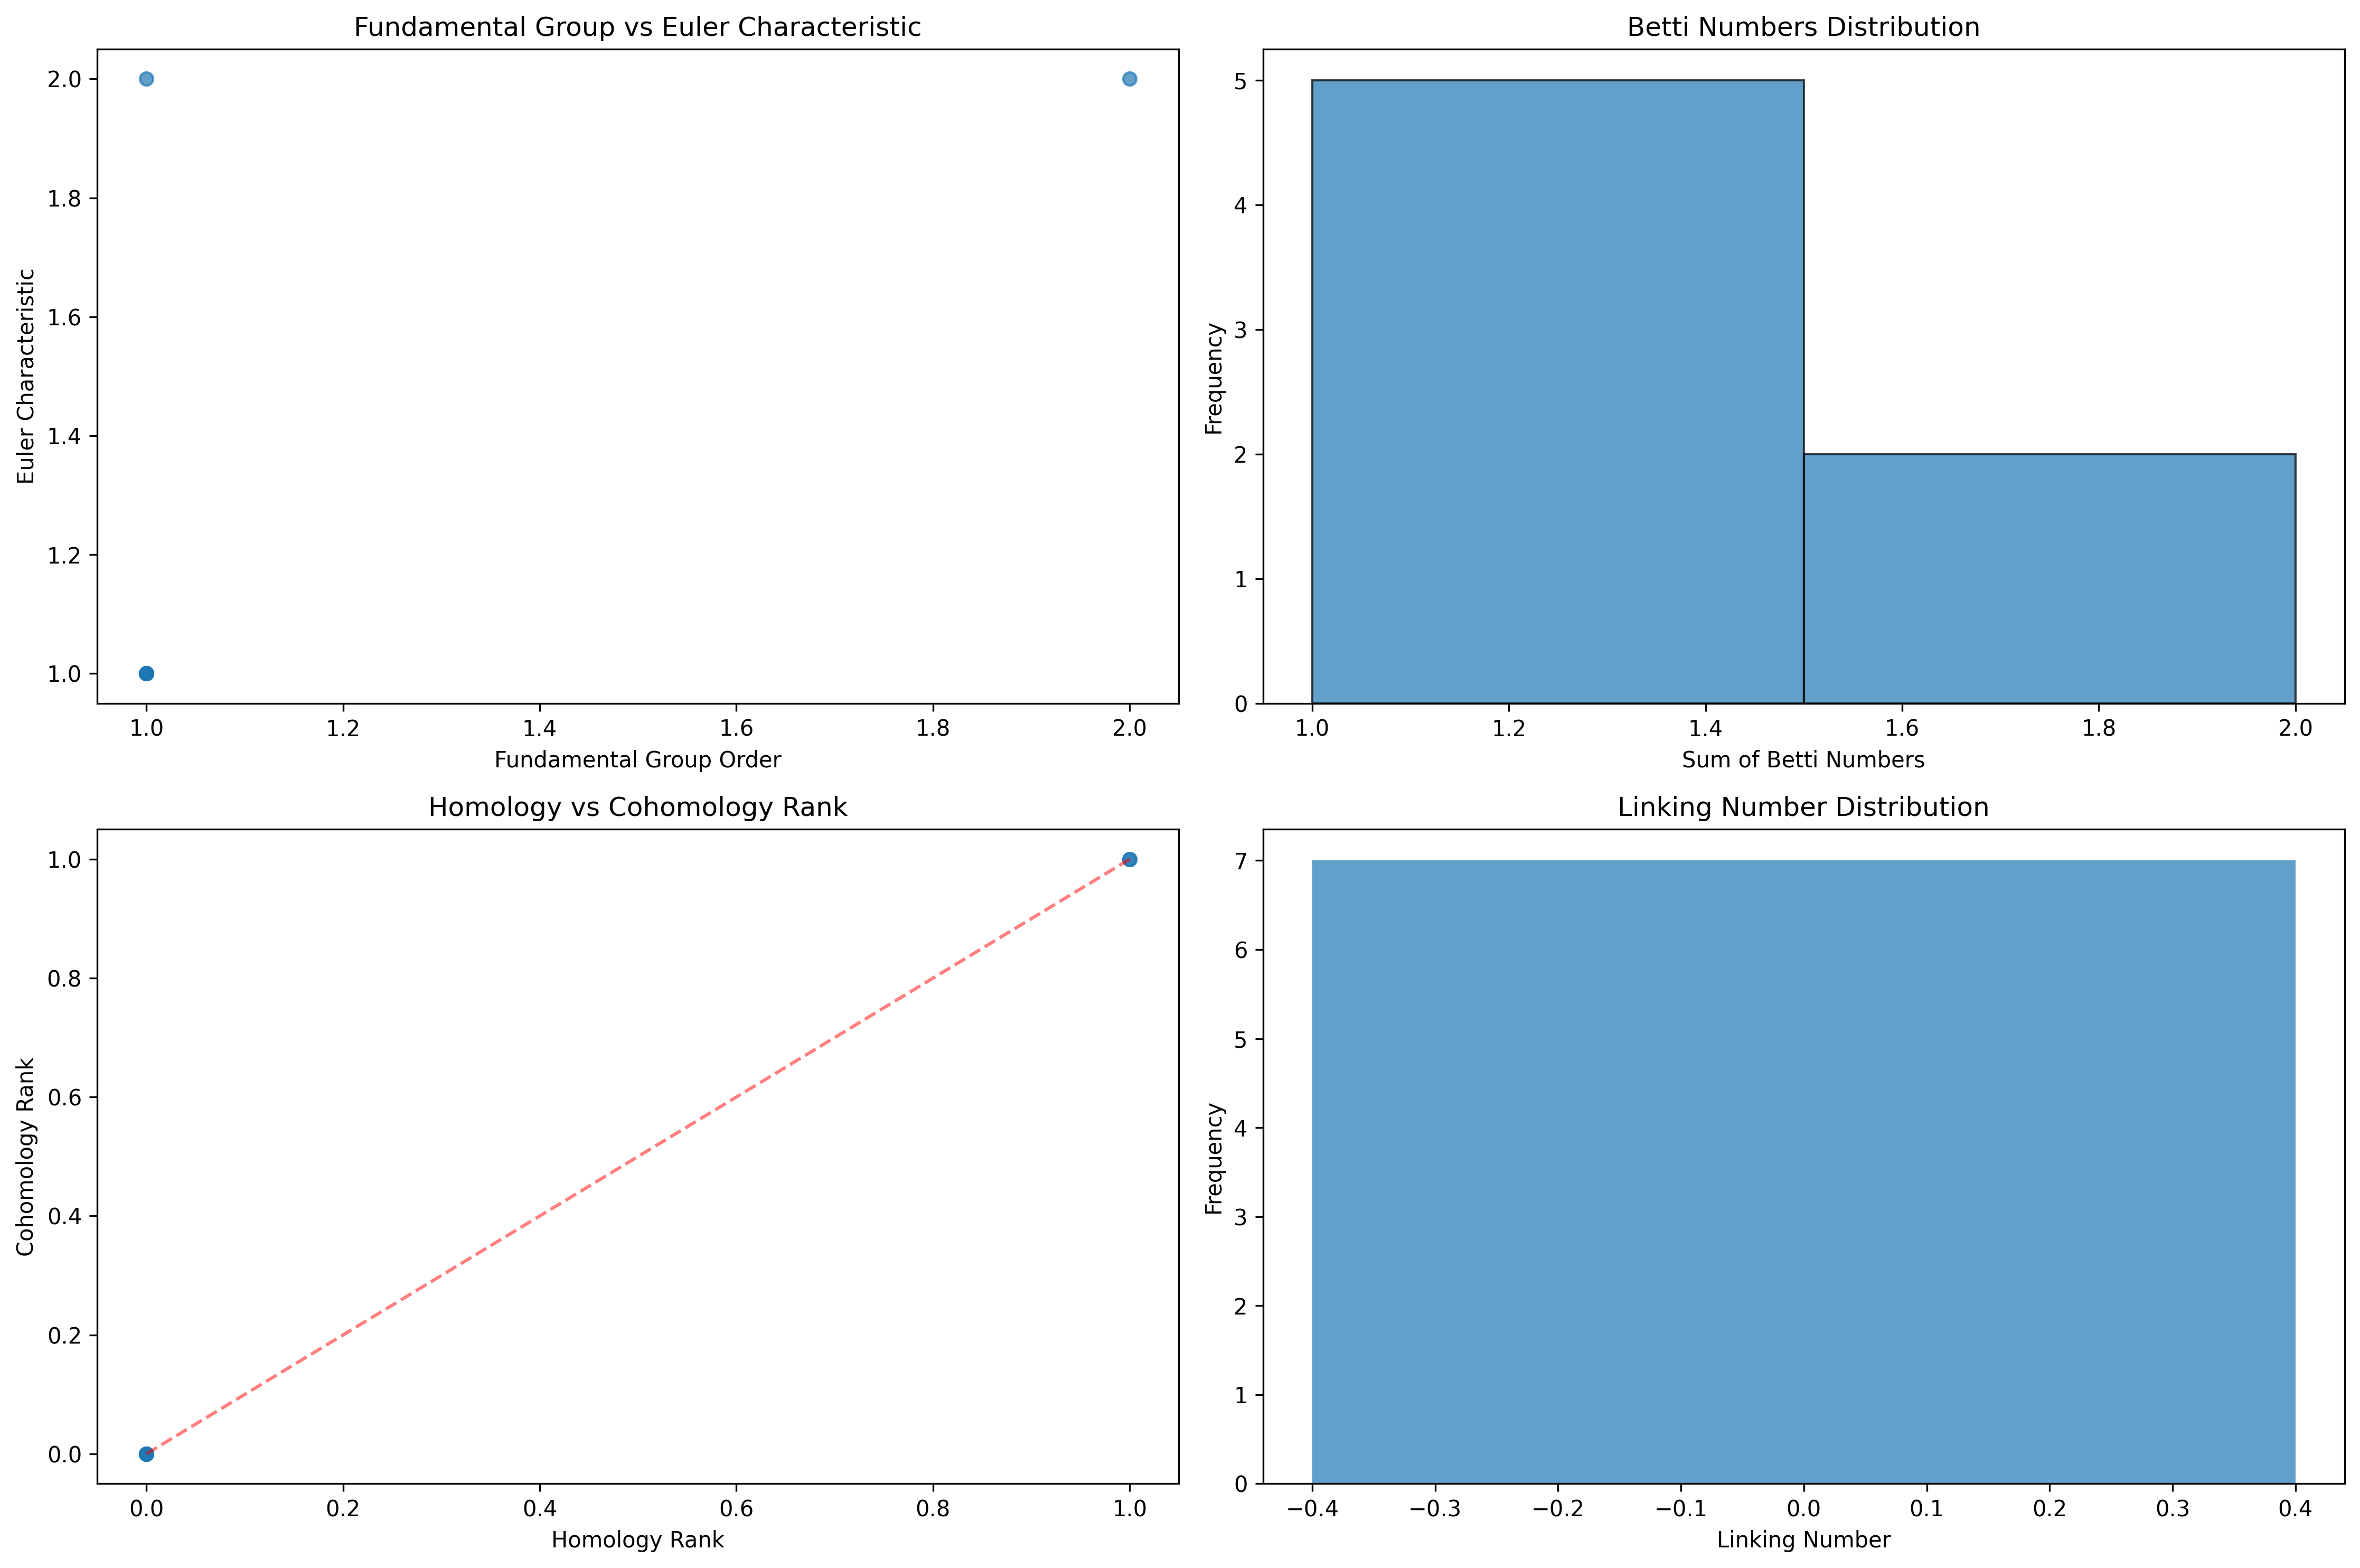 Fundamental Group vs Euler Characteristic
2.0
1.8
1.6
1.4
1.2
1.0
Euler Characteristic
1.0 1.2 1.4 1.6 1.8 2.0
Fundamental Group Order
Betti Numbers Distribution
5
4
3
2
1
0
Frequency
1.0 1.2 1.4 1.6 1.8 2.0
Sum of Betti Numbers
Homology vs Cohomology Rank
1.0
0.8
0.6
0.4
0.2
0.0
Cohomology Rank
0.0 0.2 0.4 0.6 0.8 1.0
Homology Rank
Linking Number Distribution
7
6
5
4
3
2
1
0
Frequency
−0.4 −0.3 −0.2 −0.1 0.0 0.1 0.2 0.3 0.4
Linking Number